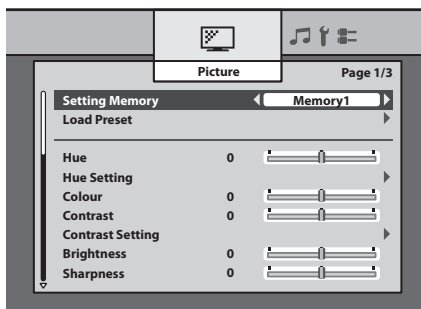 Picture
Page 1/3
Setting Memory Memory1
Load Preset
Hue 0
Hue Setting
Colour 0
Contrast 0
Contrast Setting
Brightness 0
Sharpness 0